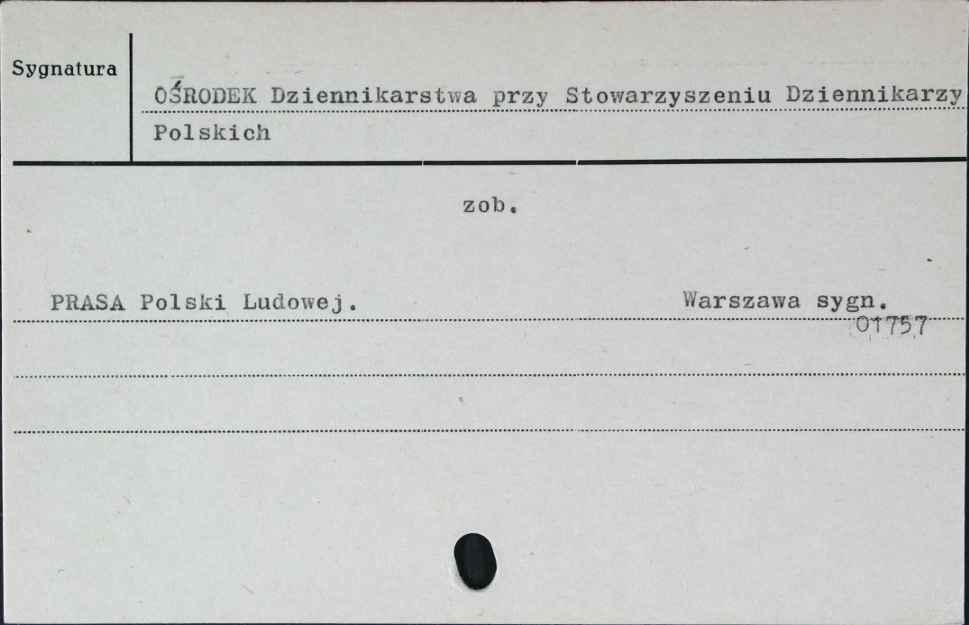 Sygnatura
OŚRODEK Dziennikarstwa przy Stowarzyszeniu Dziennikarzy
Polskich
zob.
PRASA Polski Ludowej. Warszawa sygn.
01757